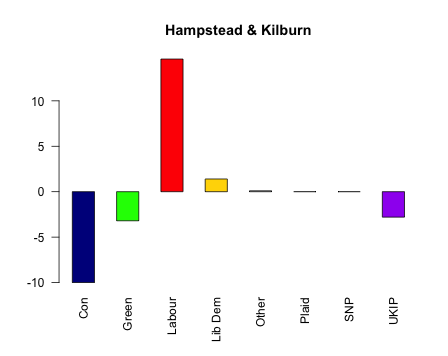 Hampstead & Kilburn
10
5
0
-5
-10
Con
Green
Labour
Lib Dem
Other
Plaid
SNP
UKIP